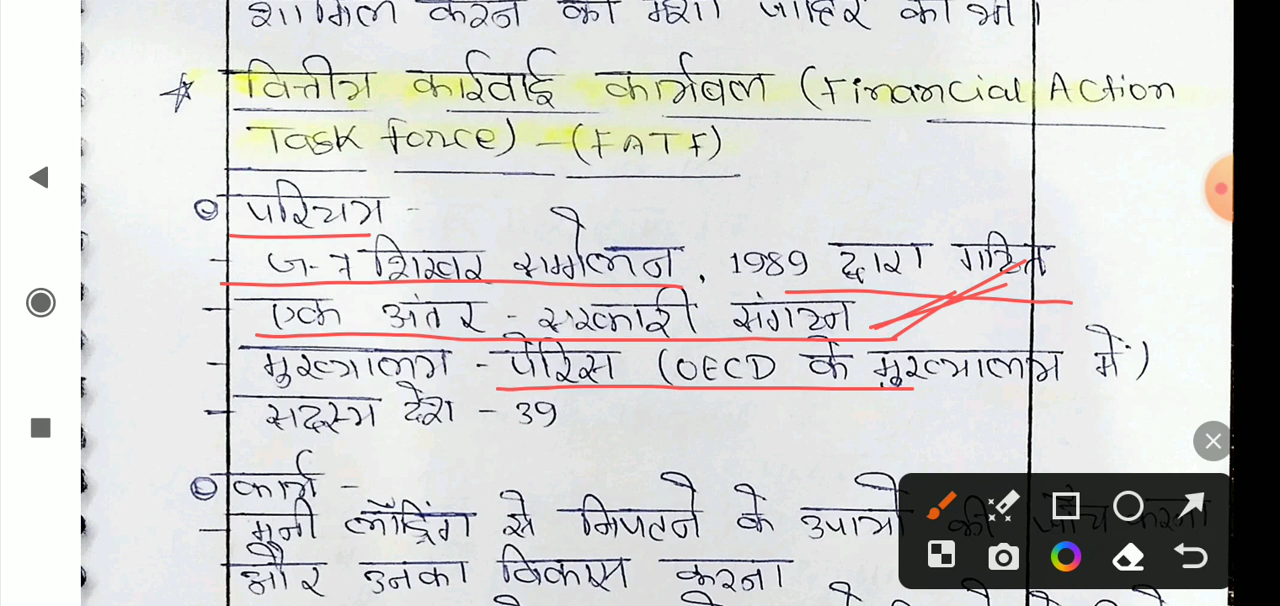 शामिल करने की मंशा जाहिर की थी।
वित्तीय कार्रवाई कार्यबल (Financial Action
Task force) - (FATF)
परिचय -
- जी-7 शिखर सम्मेलन, 1989 द्वारा गठित
- एक अंतर - सरकारी संगठन
- मुख्यालय - पेरिस (OECD के मुख्यालय में)
- सदस्य देश - 39
कार्य -
- मनी लॉड्रिंग से निपटने के उपायों की जाँच करना
और उनका विकास करना